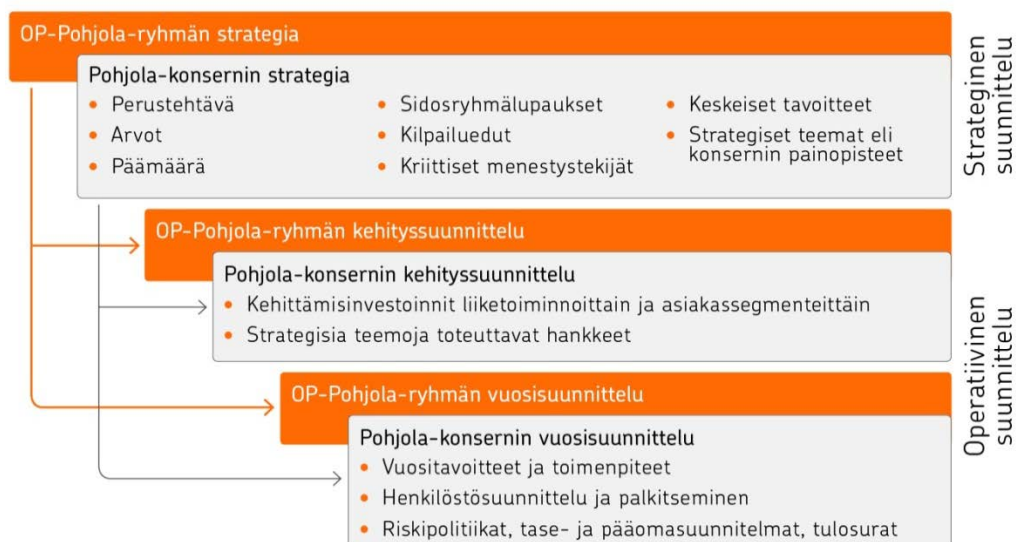 OP-Pohjola-ryhmän strategia
Pohjola-konsernin strategia
• Perustehtävä
• Arvot
• Päämäärä
• Sidosryhmälupaukset
• Kilpailuedut
• Kriittiset menestystekijät
• Keskeiset tavoitteet
• Strategiset teemat eli
konsernin painopisteet
Strateginen
suunnittelu
OP-Pohjola-ryhmän kehityssuunnittelu
Pohjola-konsernin kehityssuunnittelu
• Kehittämisinvestoinnit liiketoiminnoittain ja asiakassegmenteittäin
• Strategisia teemoja toteuttavat hankkeet
OP-Pohjola-ryhmän vuosisuunnittelu
Pohjola-konsernin vuosisuunnittelu
• Vuositavoitteet ja toimenpiteet
• Henkilöstösuunnittelu ja palkitseminen
• Riskipolitiikat, tase- ja pääomasuunnitelmat, tulosurat
Operatiivinen
suunnittelu